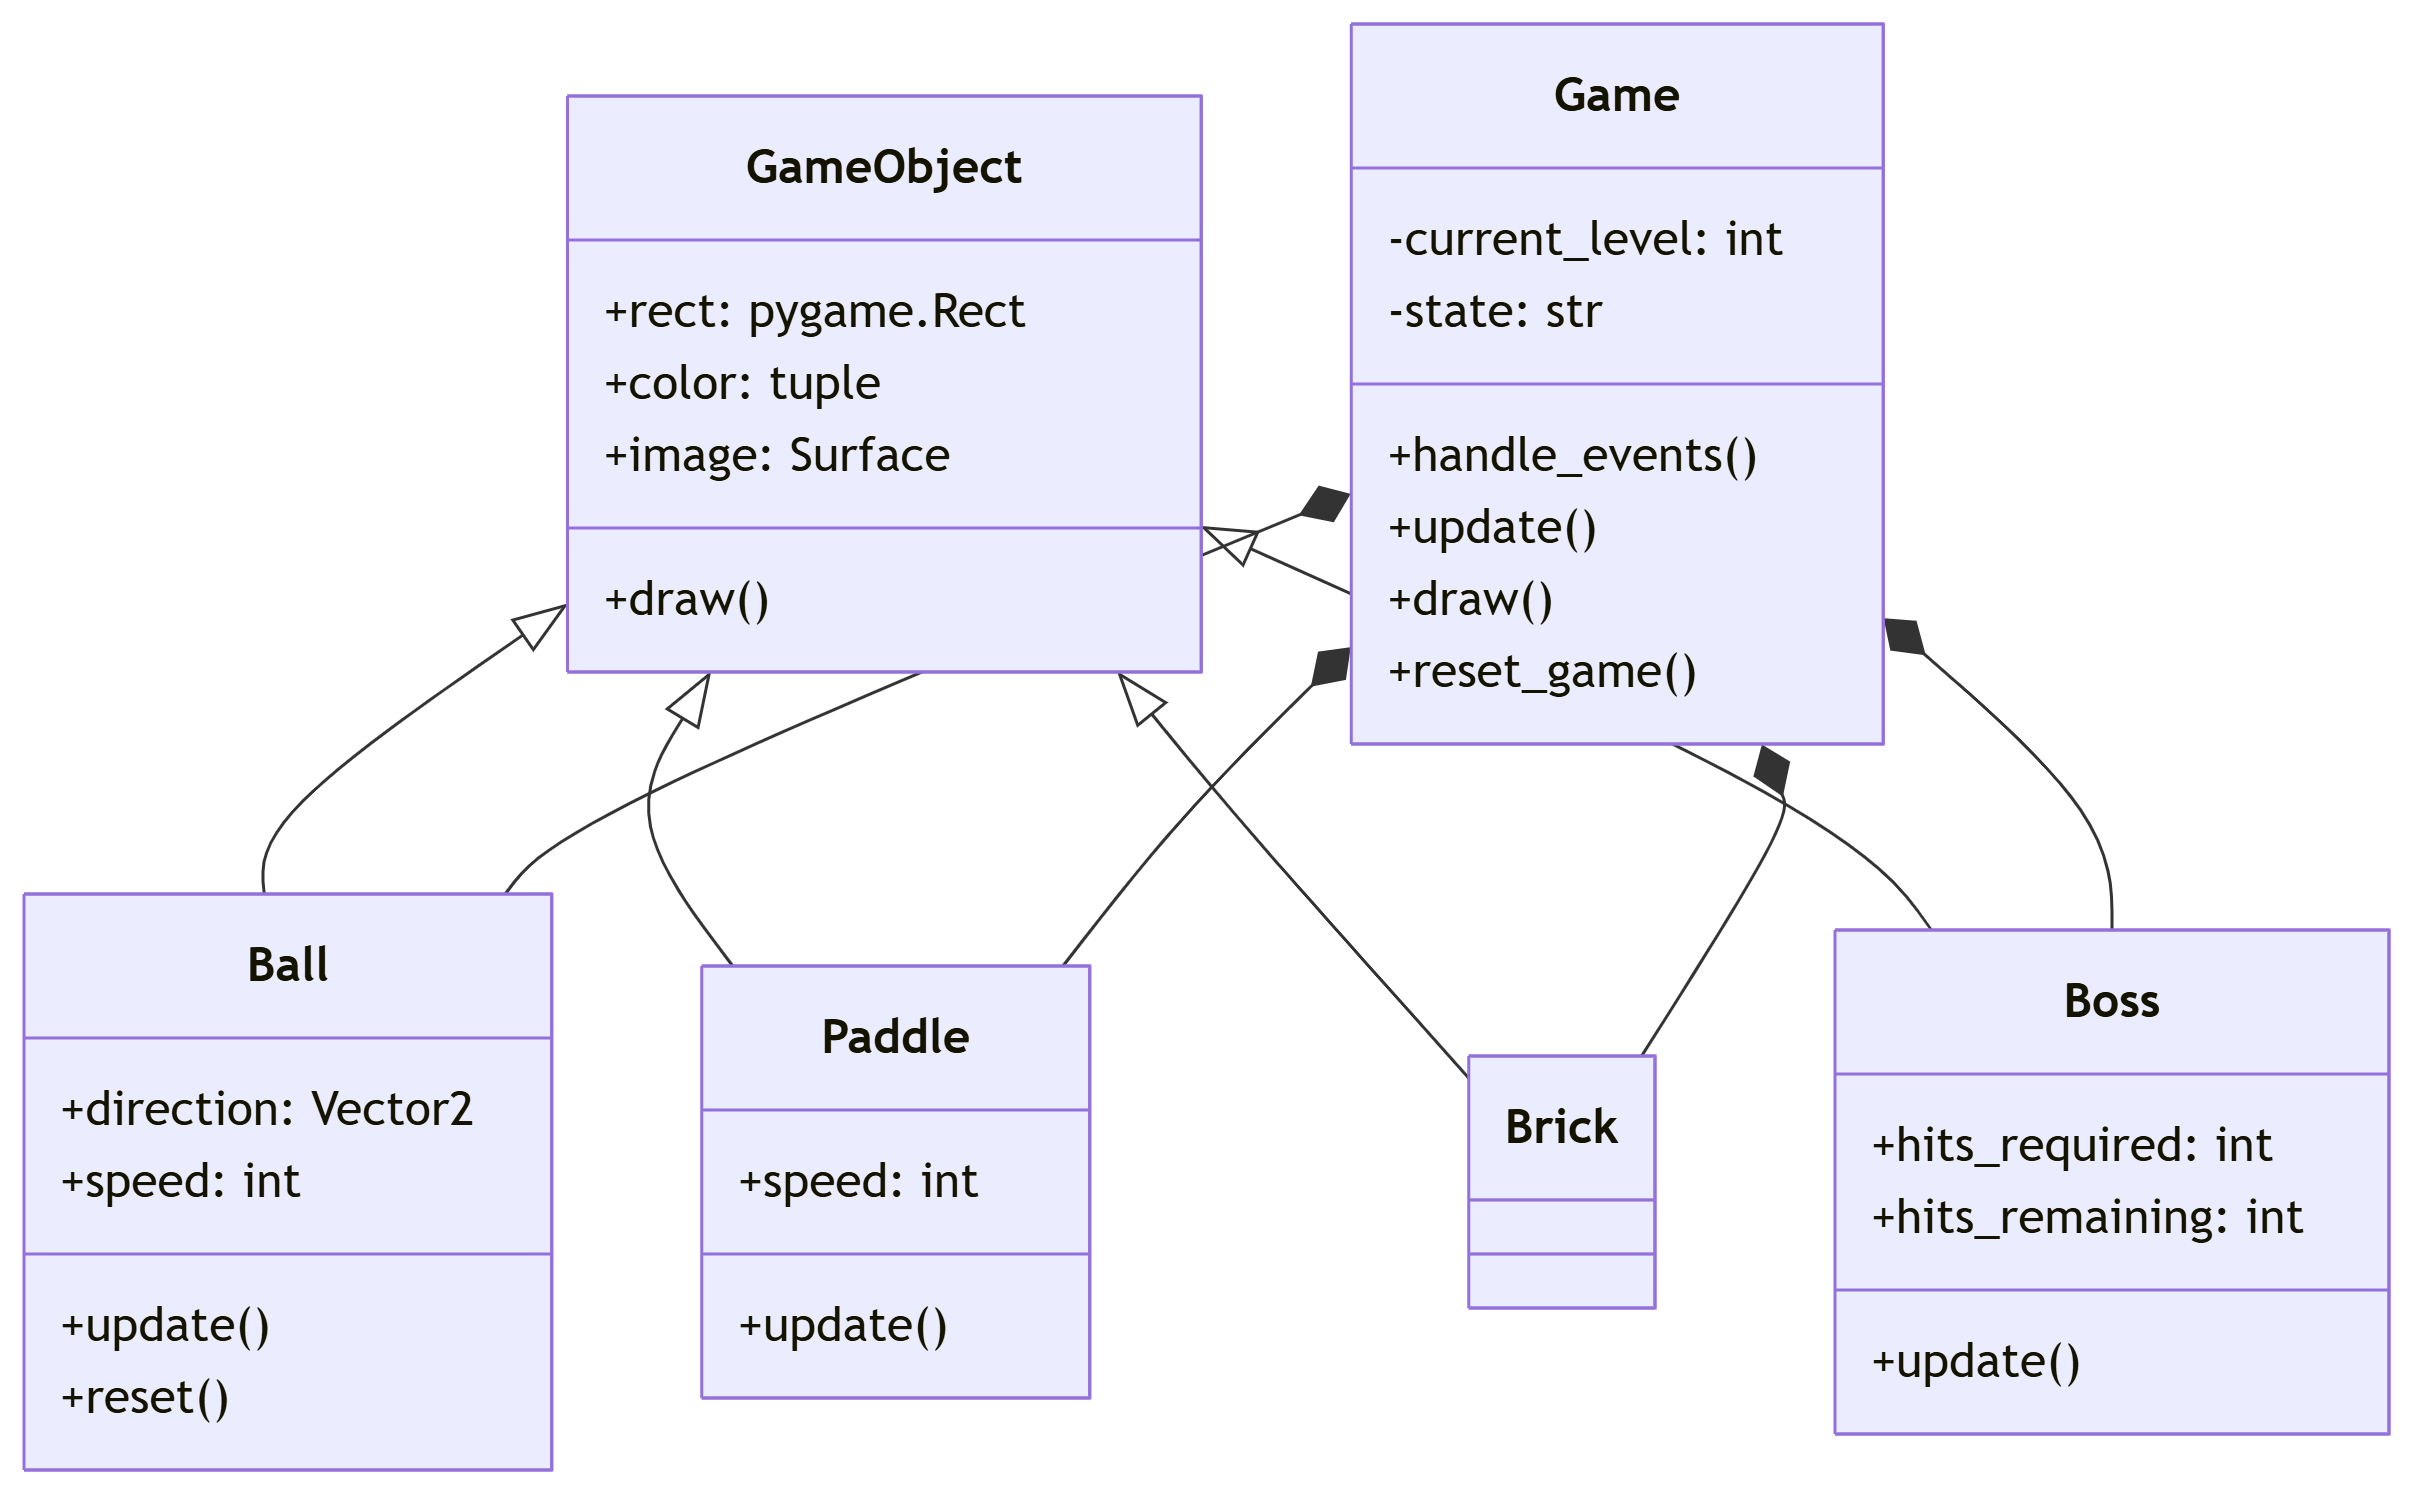 GameObject
+rect: pygame.Rect
+color: tuple
+image: Surface
+draw()
Game
-current_level: int
-state: str
+handle_events()
+update()
+draw()
+reset_game()
Ball
+direction: Vector2
+speed: int
+update()
+reset()
Paddle
+speed: int
+update()
Brick
Boss
+hits_required: int
+hits_remaining: int
+update()